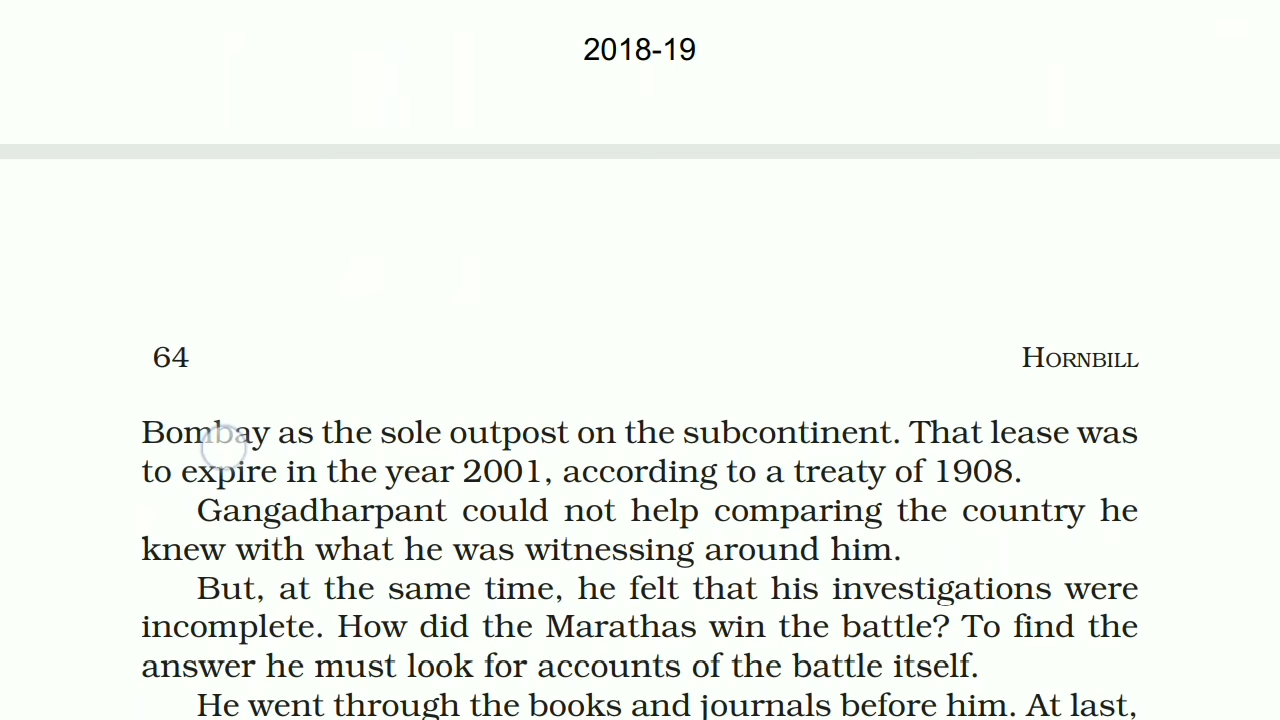 2018-19
64
HORNBILL
Bombay as the sole outpost on the subcontinent. That lease was
to expire in the year 2001, according to a treaty of 1908.
Gangadharpant could not help comparing the country he
knew with what he was witnessing around him.
But, at the same time, he felt that his investigations were
incomplete. How did the Marathas win the battle? To find the
answer he must look for accounts of the battle itself.
He went through the books and journals before him. At last,